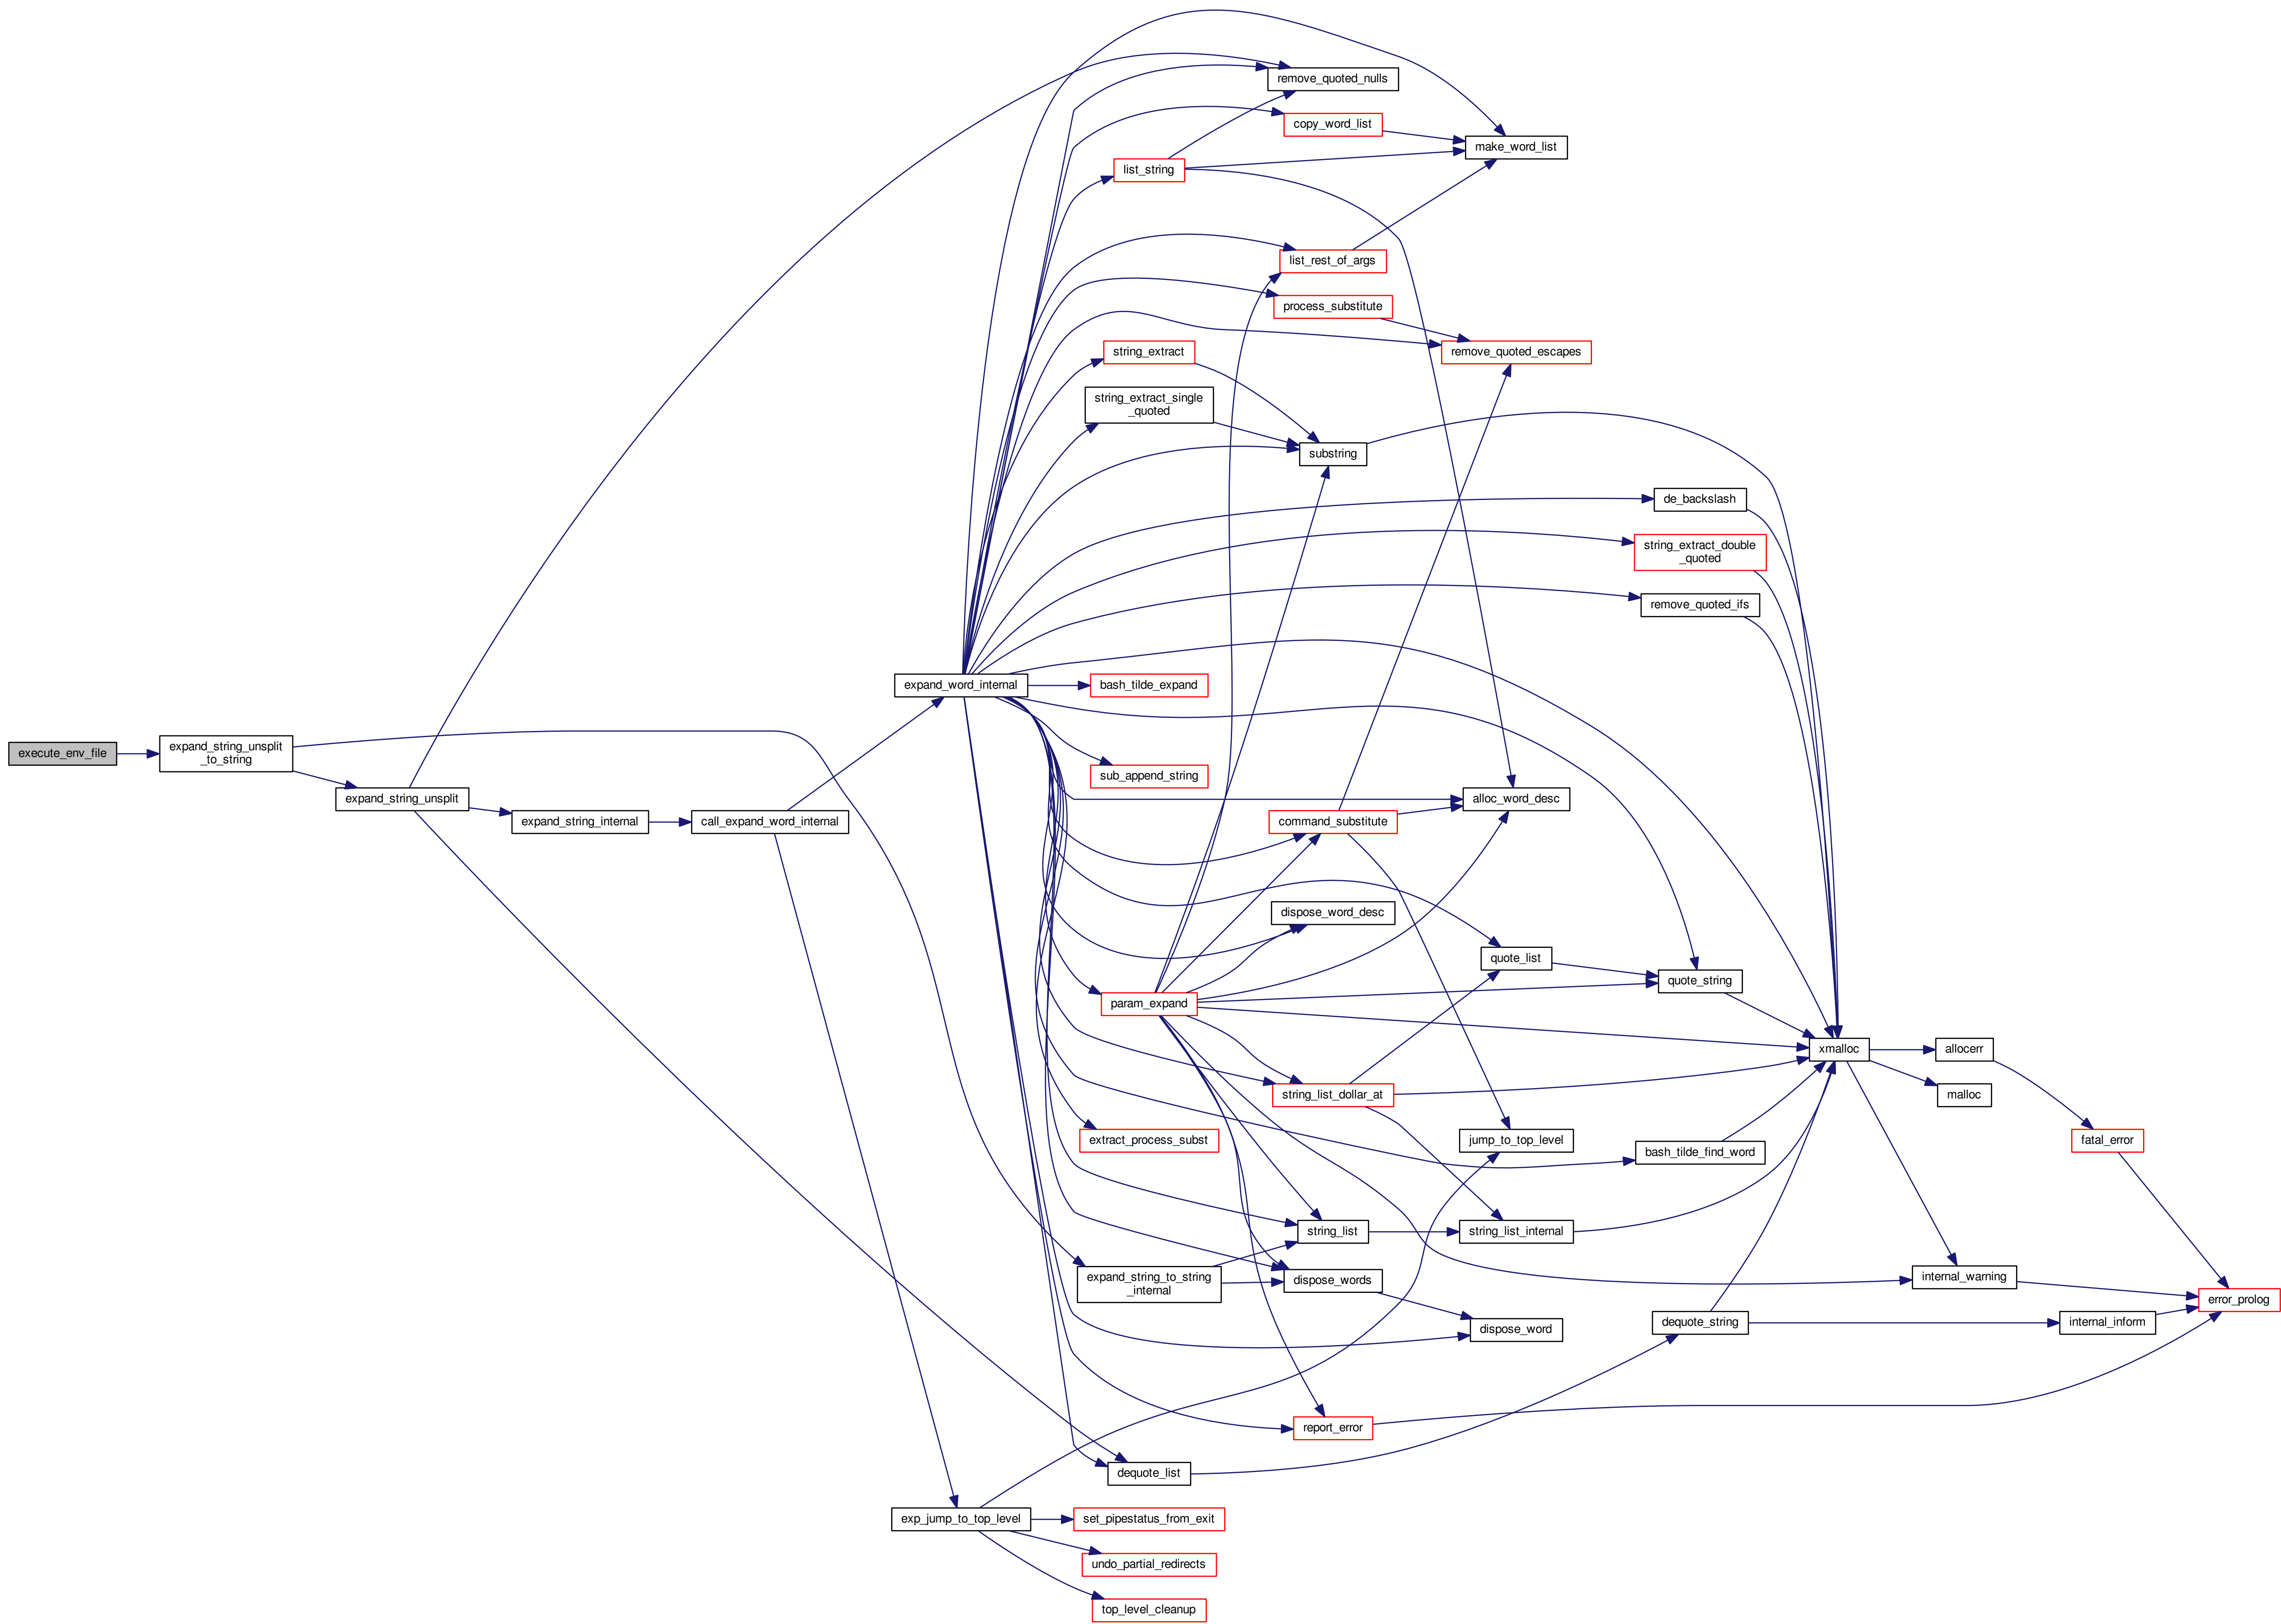 remove_quoted_nulls
copy_word_list
make_word_list
list_string
list_rest_of_args
process_substitute
string_extract
remove_quoted_escapes
string_extract_single
_quoted
substring
de_backslash
string_extract_double
_quoted
remove_quoted_ifs
expand_word_internal
bash_tilde_expand
execute_env_file
expand_string_unsplit
_to_string
sub_append_string
expand_string_unsplit
alloc_word_desc
expand_string_internal
call_expand_word_internal
command_substitute
dispose_word_desc
quote_list
quote_string
param_expand
xmalloc
allocerr
string_list_dollar_at
malloc
extract_process_subst
jump_to_top_level
fatal_error
bash_tilde_find_word
string_list
string_list_internal
expand_string_to_string
_internal
dispose_words
internal_warning
error_prolog
dispose_word
dequote_string
internal_inform
report_error
dequote_list
exp_jump_to_top_level
set_pipestatus_from_exit
undo_partial_redirects
top_level_cleanup